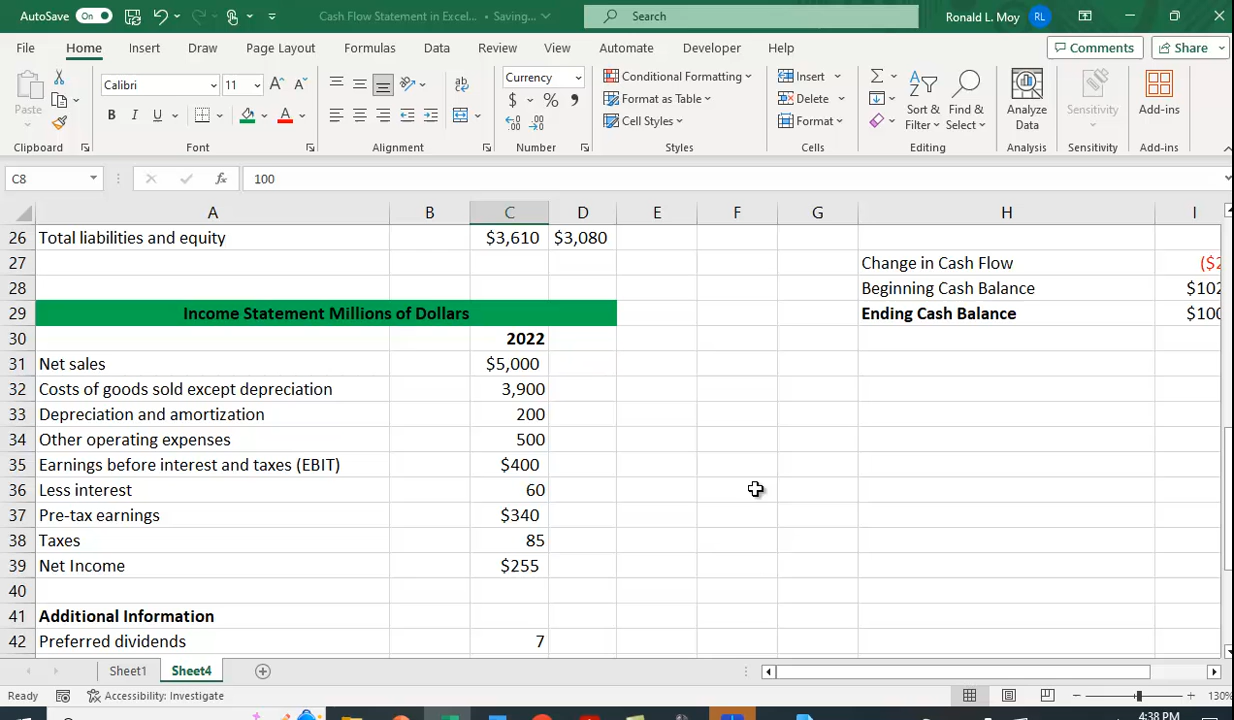 AutoSave On Cash Flow Statement in Excel... • Saving... Search Ronald L. Moy RL
File Home Insert Draw Page Layout Formulas Data Review View Automate Developer Help Comments Share
Paste Calibri 11 Currency Conditional Formatting Insert Sort & Filter Find & Select Analyze Data Sensitivity Add-ins
B I U A $ % Format as Table Delete
Cell Styles Format
Clipboard Font Alignment Number Styles Cells Editing Analysis Sensitivity Add-ins
C8 fx 100
A B C D E F G H I
26 Total liabilities and equity $3,610 $3,080
27 Change in Cash Flow ($2
28 Beginning Cash Balance $102
29 Income Statement Millions of Dollars Ending Cash Balance $100
30 2022
31 Net sales $5,000
32 Costs of goods sold except depreciation 3,900
33 Depreciation and amortization 200
34 Other operating expenses 500
35 Earnings before interest and taxes (EBIT) $400
36 Less interest 60
37 Pre-tax earnings $340
38 Taxes 85
39 Net Income $255
40
41 Additional Information
42 Preferred dividends 7
Sheet1 Sheet4
Ready Accessibility: Investigate 130%
4:38 PM